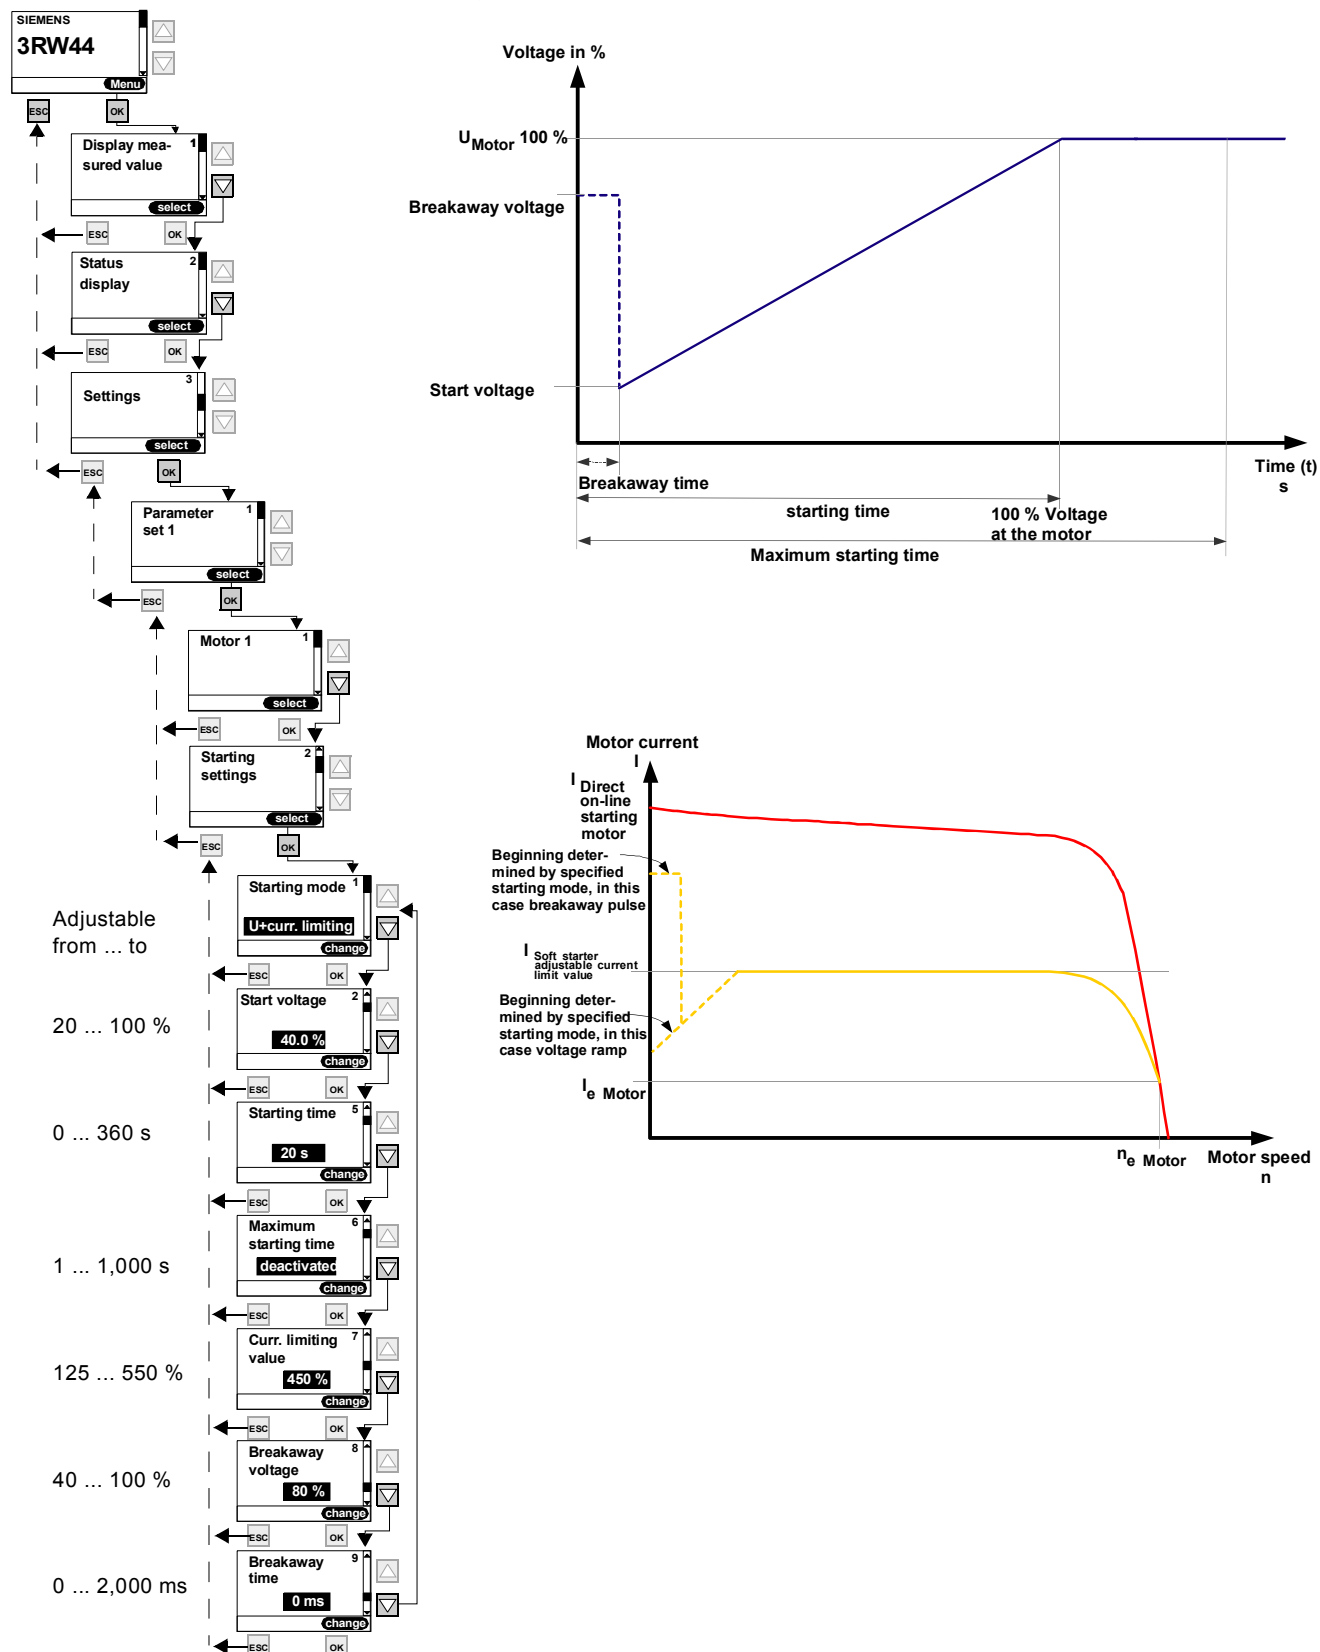 SIEMENS
3RW44
Menu
ESC
OK
Display mea-
sured value
1
select
ESC
OK
Status
display
2
select
ESC
OK
Settings
3
select
ESC
OK
Parameter
set 1
1
select
ESC
OK
Motor 1
1
select
ESC
OK
Starting
settings
2
select
ESC
OK
Adjustable
from ... to
Starting mode
1
U+curr. limiting
change
ESC
OK
20 ... 100 %
Start voltage
2
40.0 %
change
ESC
OK
0 ... 360 s
Starting time
5
20 s
change
ESC
OK
1 ... 1,000 s
Maximum
starting time
6
deactivated
change
ESC
OK
125 ... 550 %
Curr. limiting
value
7
450 %
change
ESC
OK
40 ... 100 %
Breakaway
voltage
8
80 %
change
ESC
OK
0 ... 2,000 ms
Breakaway
time
9
0 ms
change
ESC
OK
Voltage in %
UMotor 100 %
Breakaway voltage
Start voltage
Time (t)
s
Breakaway time
starting time
100 % Voltage
at the motor
Maximum starting time
Motor current
I
I Direct
on-line
starting
motor
Beginning deter-
mined by specified
starting mode, in this
case breakaway pulse
I Soft starter
adjustable current
limit value
Beginning deter-
mined by specified
starting mode, in this
case voltage ramp
Ie Motor
ne Motor
Motor speed
n